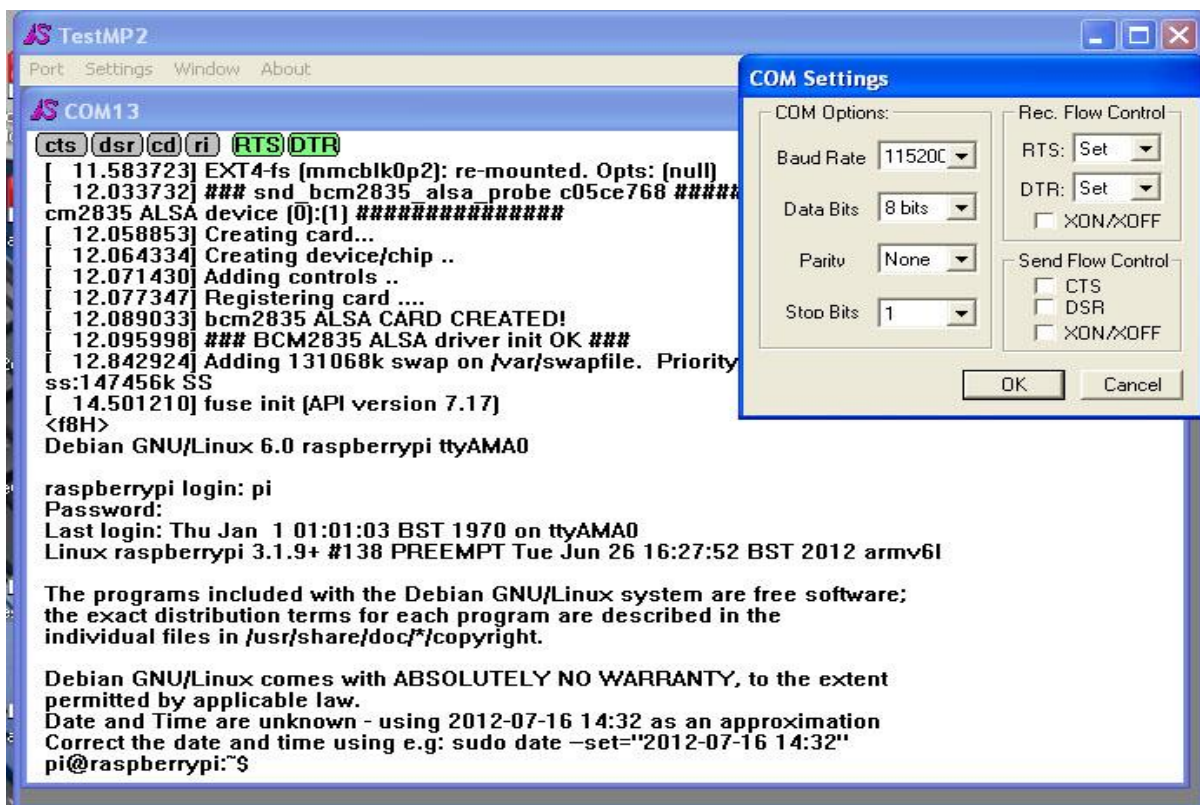 TestMP2
Port Settings Window About
COM13
cts dsr cd ri RTS DTR
[ 11.583723] EXT4-fs (mmcblk0p2): re-mounted. Opts: (null)
[ 12.033732] ### snd_bcm2835_alsa_probe c05ce768 #####
cm2835 ALSA device (0):(1) ###############
[ 12.058853] Creating card...
[ 12.064334] Creating device/chip ..
[ 12.071430] Adding controls ..
[ 12.077347] Registering card ....
[ 12.089033] bcm2835 ALSA CARD CREATED!
[ 12.095998] ### BCM2835 ALSA driver init OK ###
[ 12.842924] Adding 131068k swap on /var/swapfile. Priority
ss:147456k SS
[ 14.501210] fuse init (API version 7.17)
<f8H>
Debian GNU/Linux 6.0 raspberrypi ttyAMA0
raspberrypi login: pi
Password:
Last login: Thu Jan 1 01:01:03 BST 1970 on ttyAMA0
Linux raspberrypi 3.1.9+ #138 PREEMPT Tue Jun 26 16:27:52 BST 2012 armv6l
The programs included with the Debian GNU/Linux system are free software;
the exact distribution terms for each program are described in the
individual files in /usr/share/doc/*/copyright.
Debian GNU/Linux comes with ABSOLUTELY NO WARRANTY, to the extent
permitted by applicable law.
Date and Time are unknown - using 2012-07-16 14:32 as an approximation
Correct the date and time using e.g: sudo date –set="2012-07-16 14:32"
pi@raspberrypi:~$
COM Settings
COM Options:
Baud Rate 115200
Data Bits 8 bits
Parity None
Stop Bits 1
Rec. Flow Control
RTS: Set
DTR: Set
XON/XOFF
Send Flow Control
CTS
DSR
XON/XOFF
OK Cancel